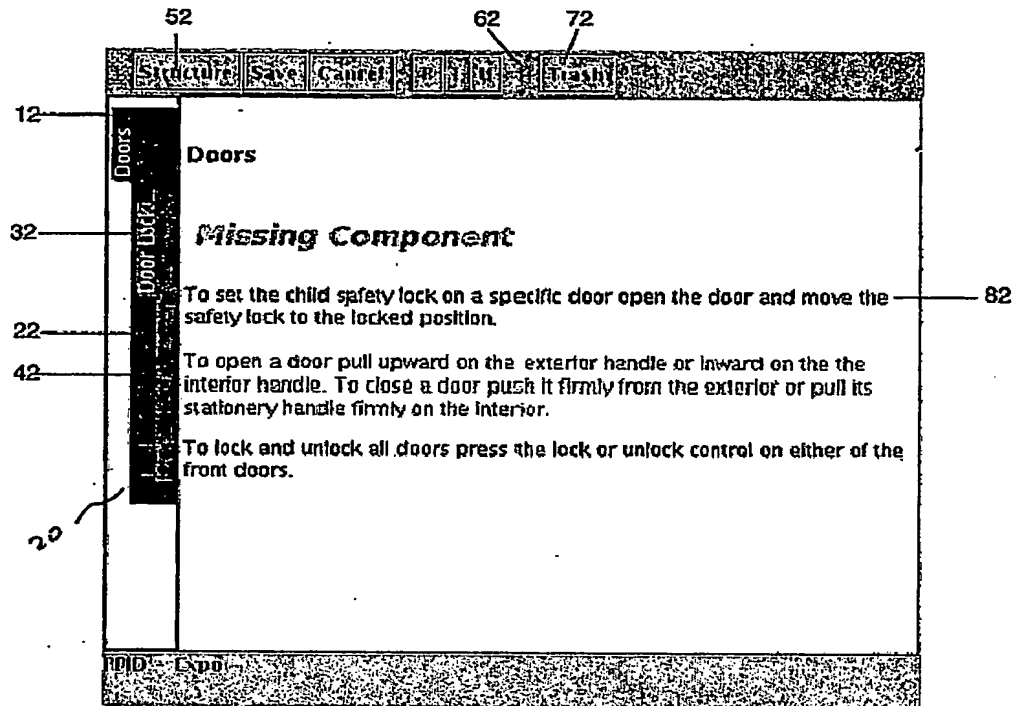 52 62 72
Structure Save Cancel B I U Trash
12
Doors
Doors
32
Missing Component
Door Locki...
To set the child safety lock on a specific door open the door and move the 82
safety lock to the locked position.
22
To open a door pull upward on the exterior handle or inward on the the
42
interior handle. To close a door push it firmly from the exterior or pull its
stationery handle firmly on the interior.
To lock and unlock all doors press the lock or unlock control on either of the
front doors.
20
Expo